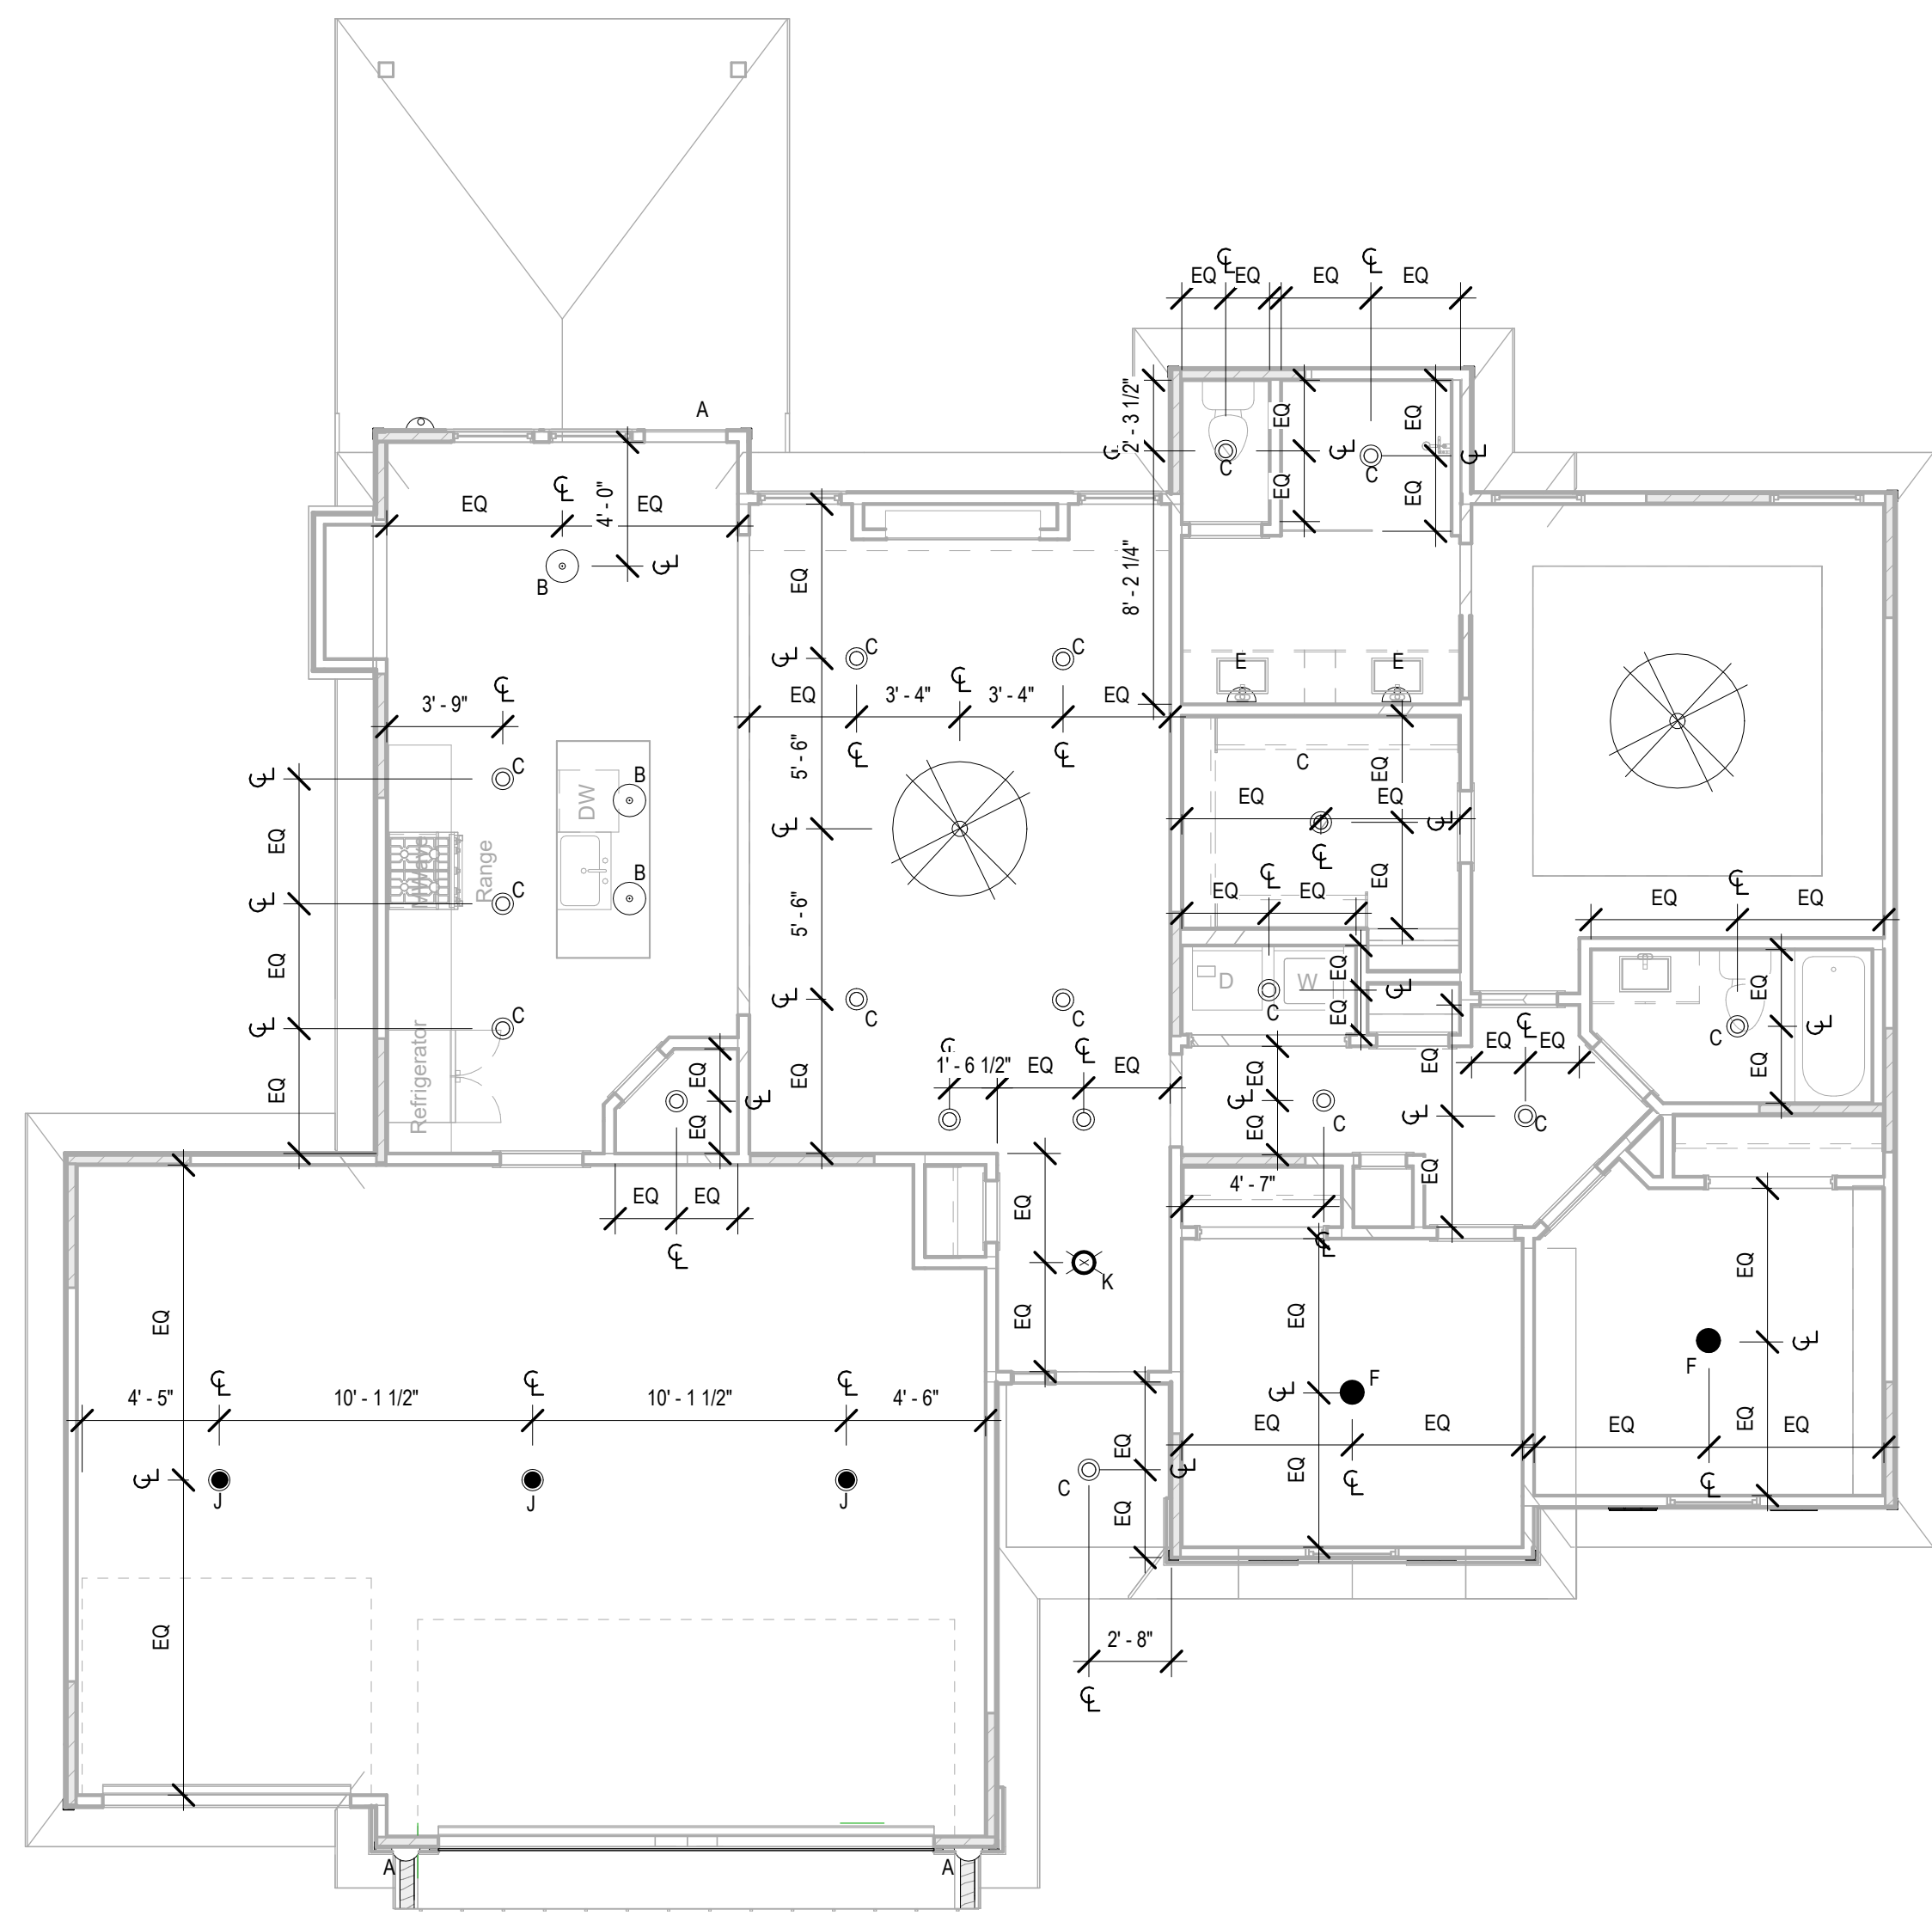 EQ EQ EQ EQ
2' - 3 1/2"
EQ
EQ
A
C
C
EQ
EQ
EQ
4' - 0"
EQ
B
EQ
8' - 2 1/4"
C
C
E
E
3' - 9"
EQ
3' - 4"
3' - 4"
EQ
C
B
DW
5' - 6"
C
EQ
EQ
EQ
EQ
Range
B
C
5' - 6"
EQ
EQ
EQ
EQ
EQ
EQ
D
W
EQ
EQ
EQ
C
C
C
C
EQ
C
EQ
Refrigerator
EQ
EQ
EQ
EQ
1' - 6 1/2"
EQ
EQ
EQ
EQ
EQ
EQ
EQ
C
C
EQ
EQ
EQ
4' - 7"
EQ
EQ
EQ
K
EQ
EQ
EQ
EQ
F
F
4' - 5"
10' - 1 1/2"
10' - 1 1/2"
4' - 6"
EQ
EQ
EQ
EQ
EQ
EQ
EQ
C
J
J
J
EQ
EQ
EQ
2' - 8"
A
A